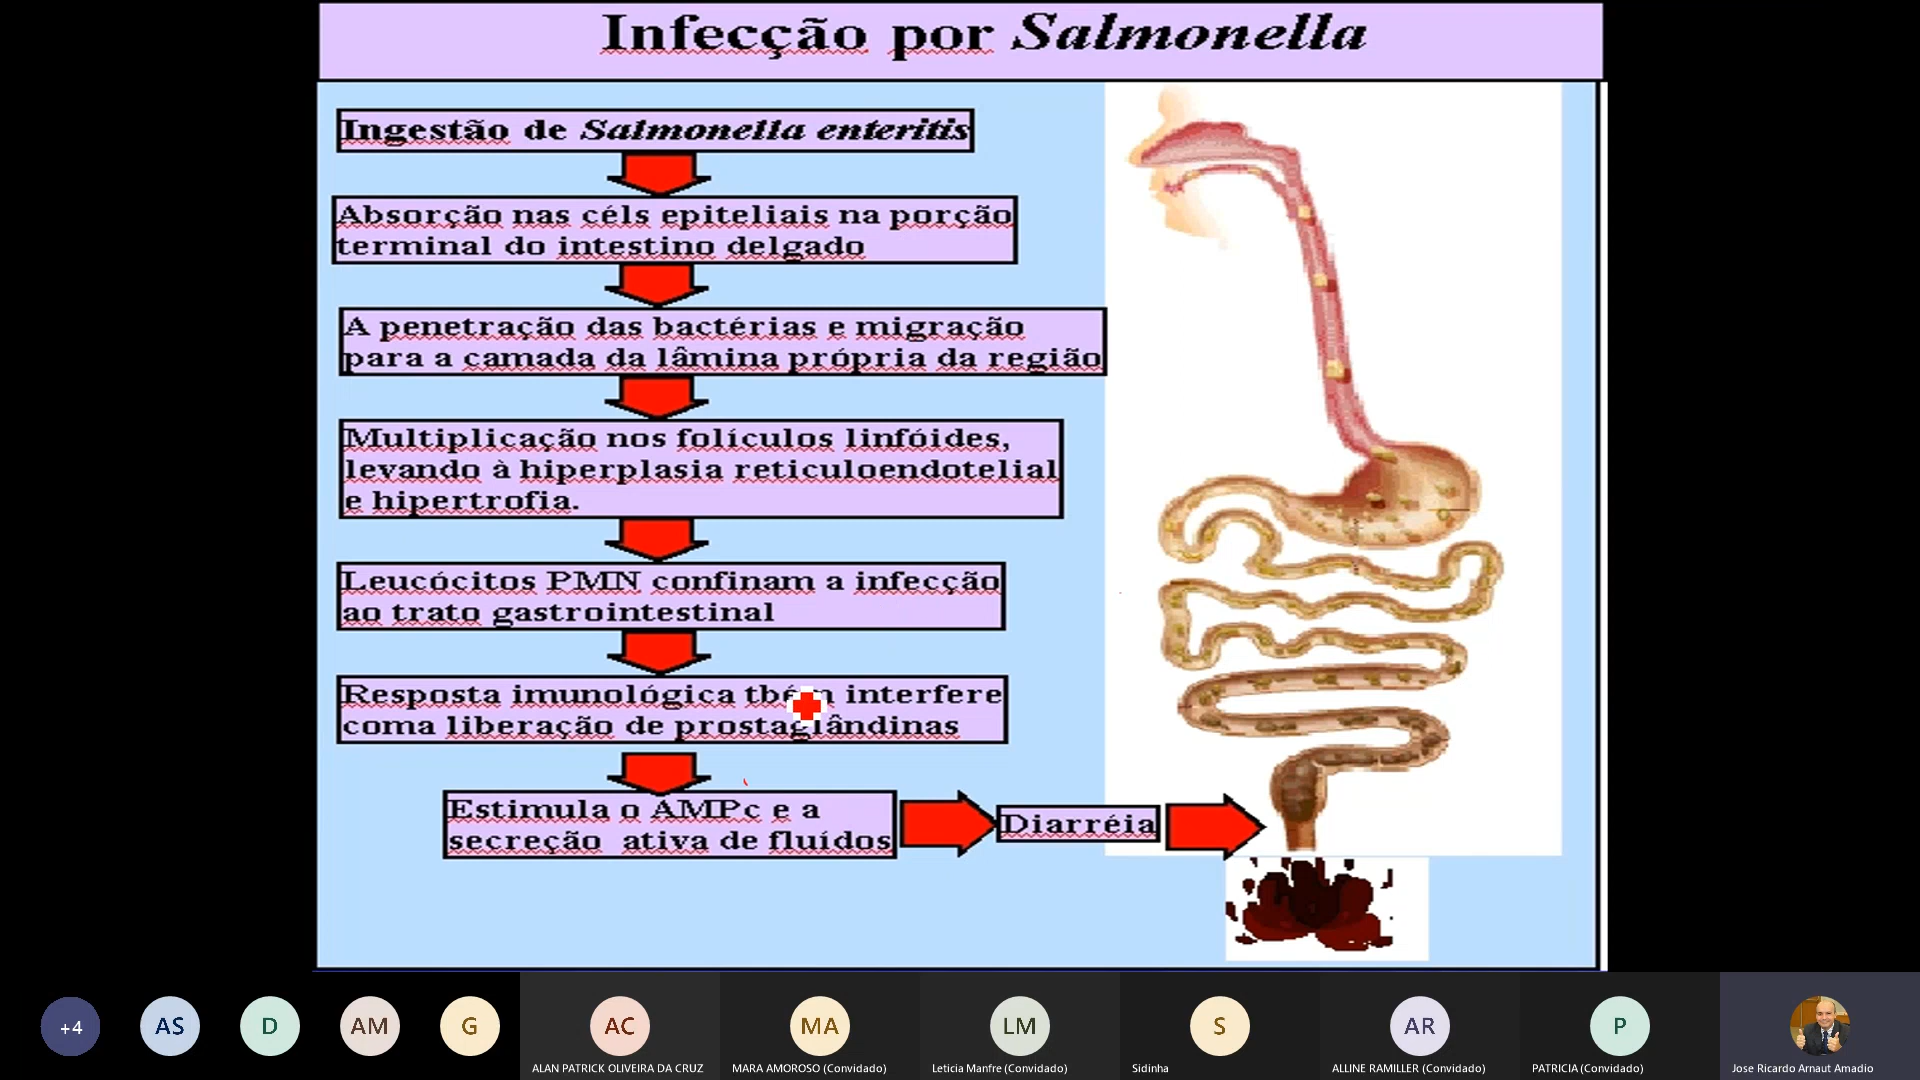 Infecção por Salmonella
Ingestão de Salmonella enteritis
Absorção nas céls epiteliais na porção
terminal do intestino delgado
A penetração das bactérias e migração
para a camada da lâmina própria da região
Multiplicação nos folículos linfóides,
levando à hiperplasia reticuloendotelial
e hipertrofia.
Leucócitos PMN confinam a infecção
ao trato gastrointestinal
Resposta imunológica tbém interfere
coma liberação de prostaglândinas
Estimula o AMPc e a
secreção ativa de fluídos
Diarréia
+4
AS
D
AM
G
AC
MA
LM
S
AR
P
ALAN PATRICK OLIVEIRA DA CRUZ
MARA AMOROSO (Convidado)
Leticia Manfre (Convidado)
Sidinha
ALLINE RAMILLER (Convidado)
PATRICIA (Convidado)
Jose Ricardo Arnaut Amadio